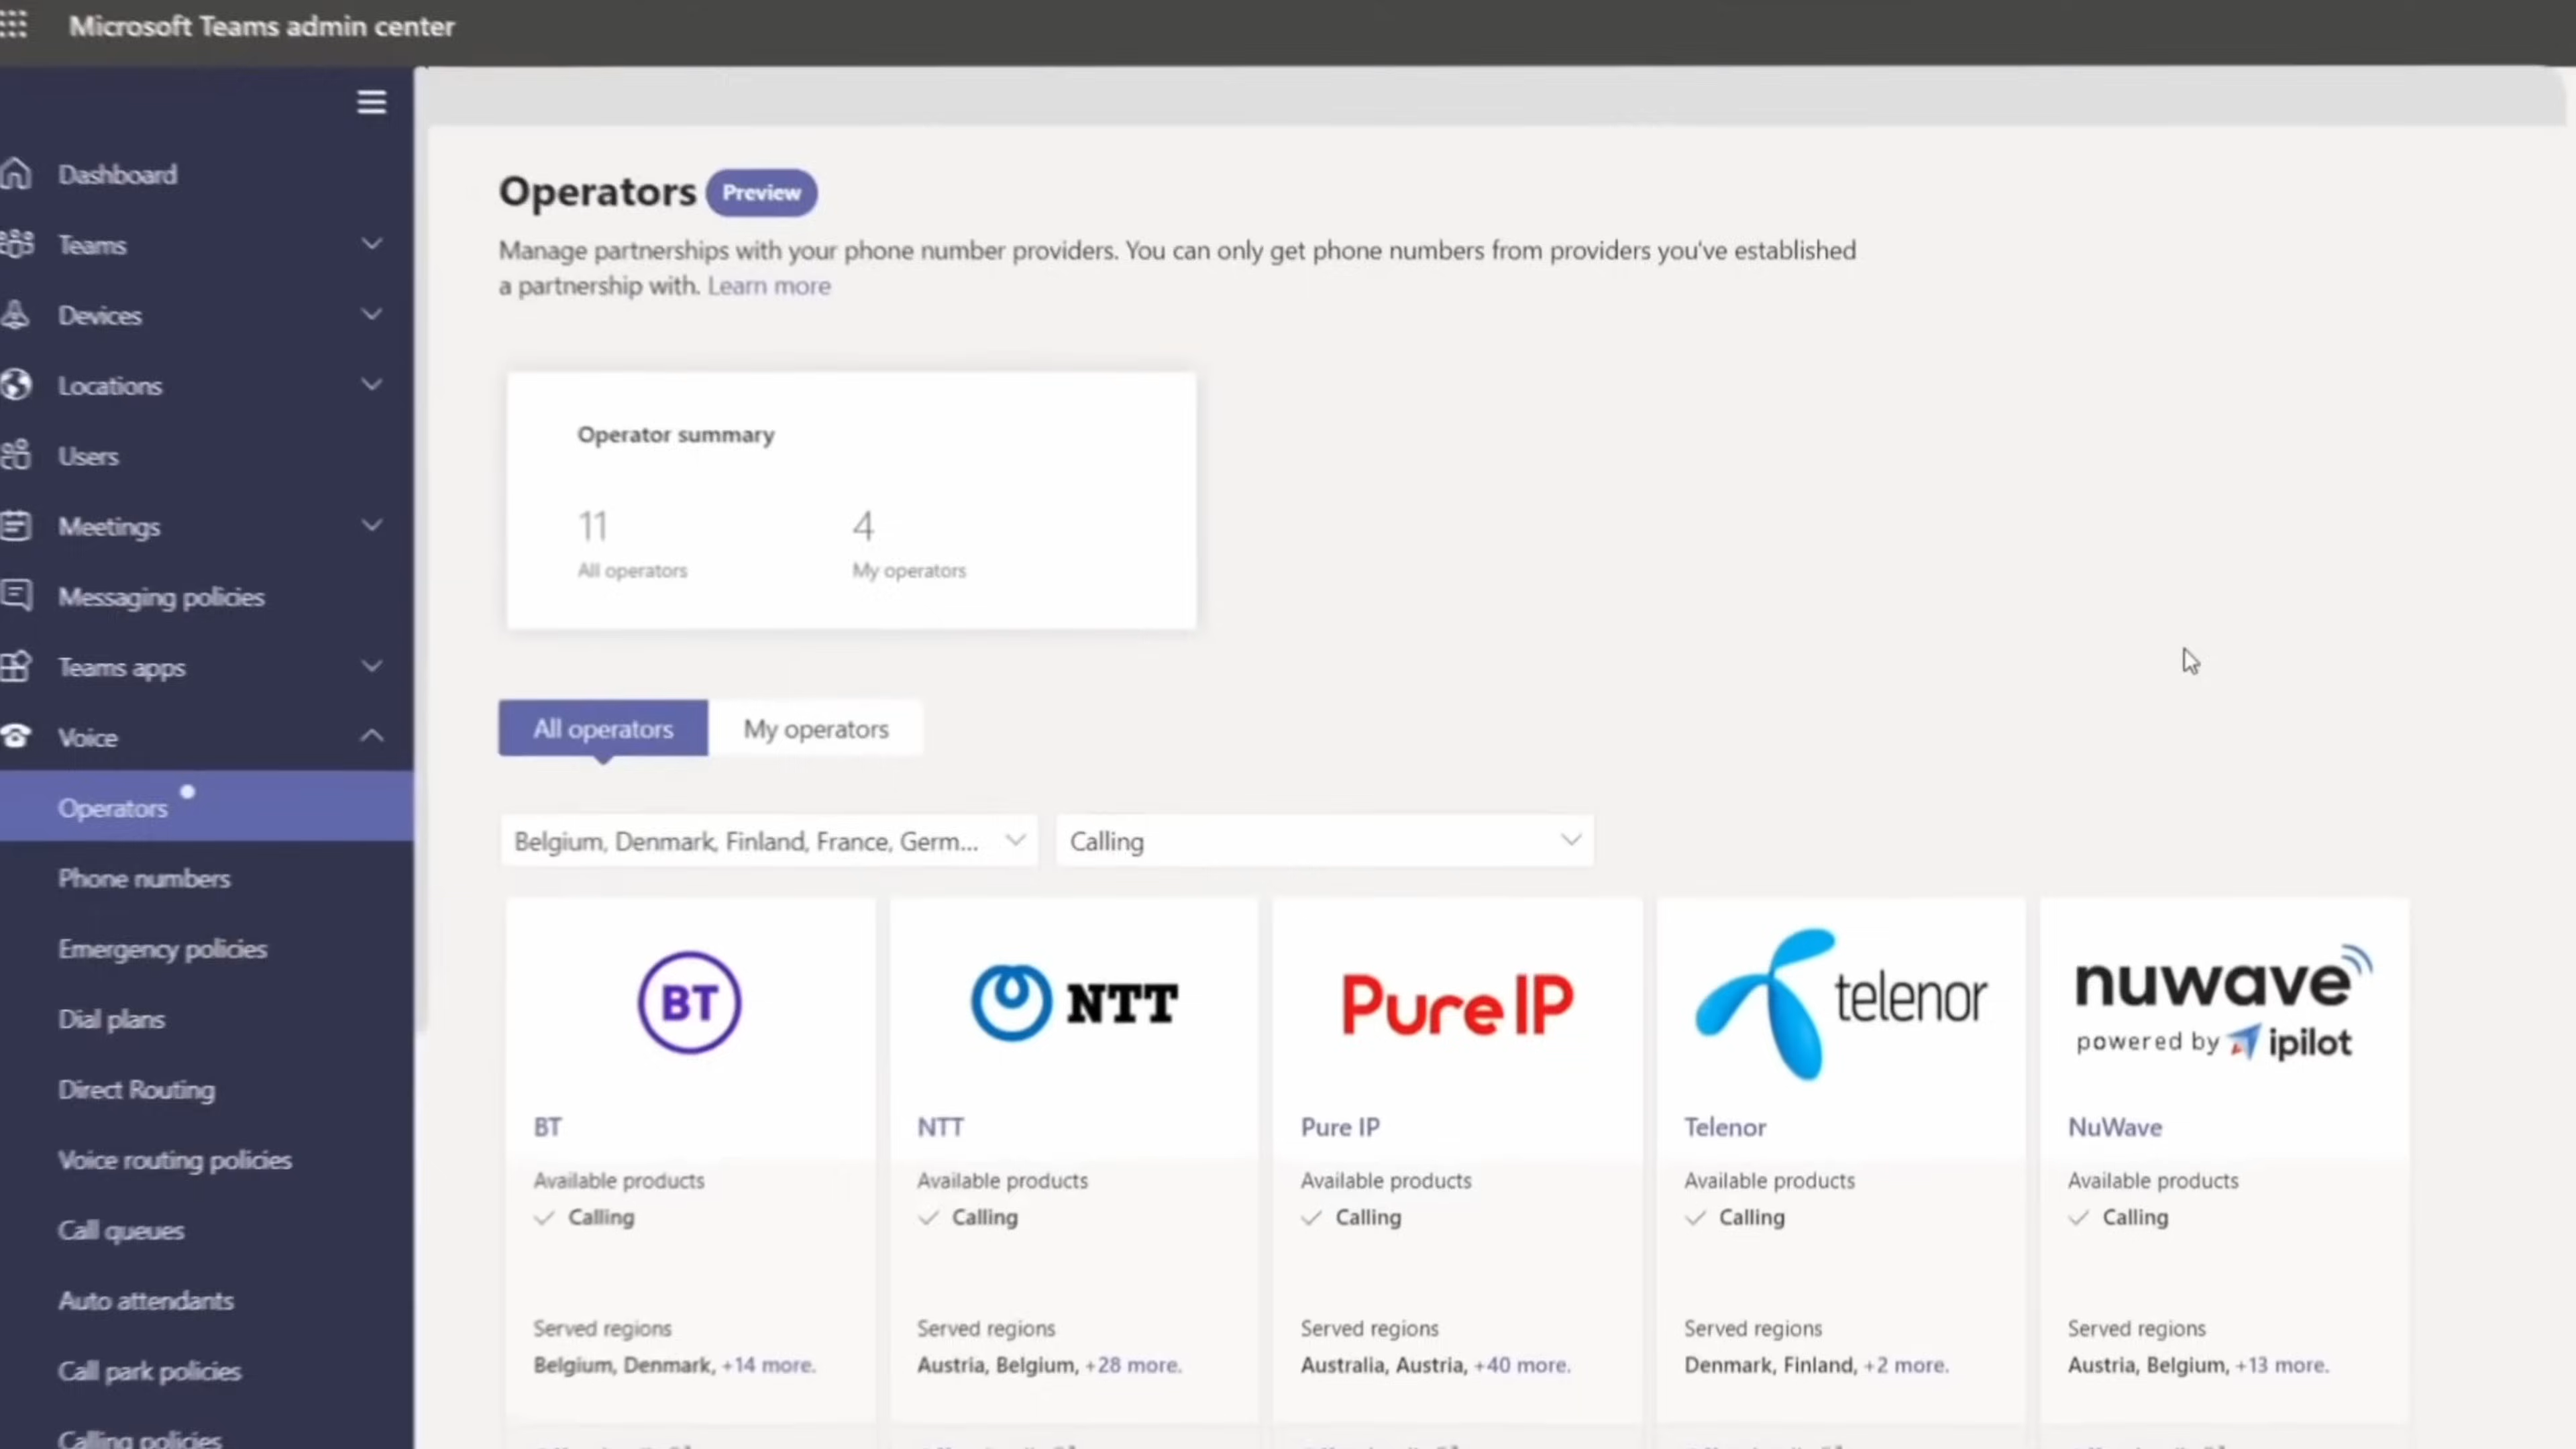 Microsoft Teams admin center
Dashboard
Teams
Devices
Locations
Users
Meetings
Messaging policies
Teams apps
Voice
Operators
Phone numbers
Emergency policies
Dial plans
Direct Routing
Voice routing policies
Call queues
Auto attendants
Call park policies
Calling policies
Operators Preview
Manage partnerships with your phone number providers. You can only get phone numbers from providers you've established
a partnership with. Learn more
Operator summary
11
All operators
4
My operators
All operators
My operators
Belgium, Denmark, Finland, France, Germ...
Calling
BT
BT
Available products
Calling
Served regions
Belgium, Denmark, +14 more.
NTT
NTT
Available products
Calling
Served regions
Austria, Belgium, +28 more.
Pure IP
Pure IP
Available products
Calling
Served regions
Australia, Austria, +40 more.
telenor
Telenor
Available products
Calling
Served regions
Denmark, Finland, +2 more.
nuwave
powered by ipilot
NuWave
Available products
Calling
Served regions
Austria, Belgium, +13 more.